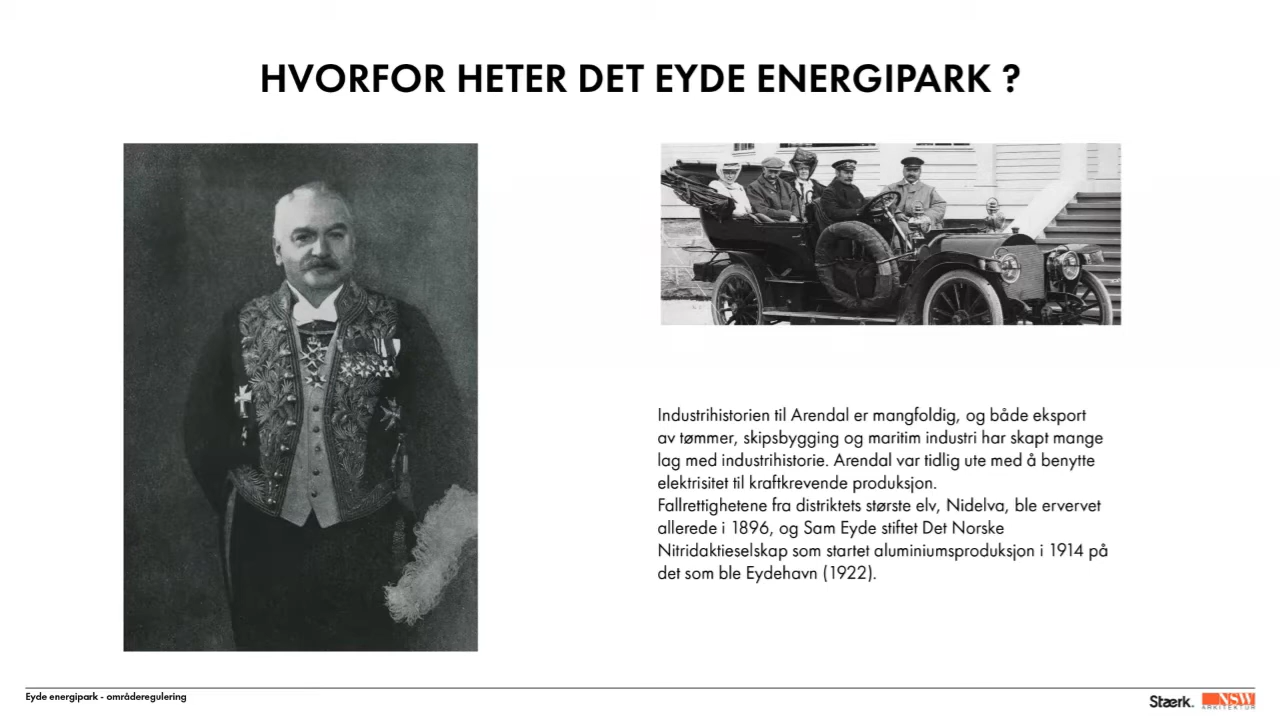 HVORFOR HETER DET EYDE ENERGIPARK ?
Industrihistorien til Arendal er mangfoldig, og både eksport
av tømmer, skipsbygging og maritim industri har skapt mange
lag med industrihistorie. Arendal var tidlig ute med å benytte
elektrisitet til kraftkrevende produksjon.
Fallrettighetene fra distriktets største elv, Nidelva, ble ervervet
allerede i 1896, og Sam Eyde stiftet Det Norske
Nitridaktieselskap som startet aluminiumsproduksjon i 1914 på
det som ble Eydehavn (1922).
Eyde energipark - områderegulering
Stærk.
NSW
ARKITEKTUR